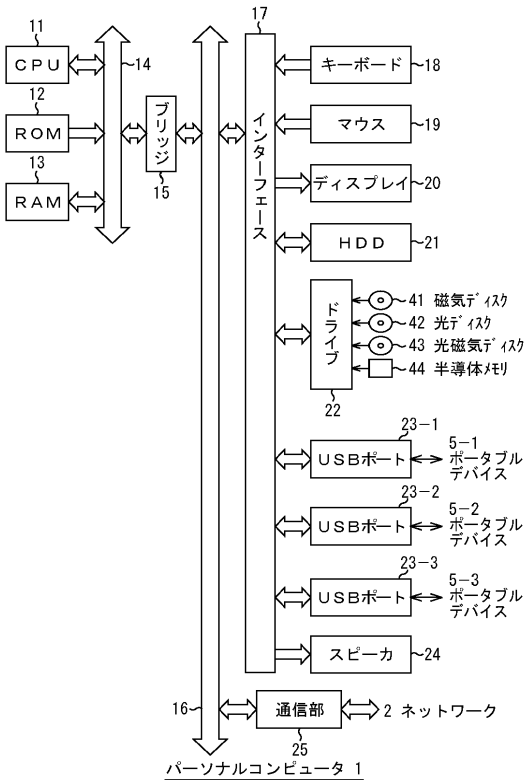 11
CPU
12
ROM
13
RAM
14
ブリッジ
15
16
17
インターフェース
キーボード
18
マウス
19
ディスプレイ
20
HDD
21
ドライブ
22
41 磁気ディスク
42 光ディスク
43 光磁気ディスク
44 半導体メモリ
23-1
USBポート
5-1
ポータブル
デバイス
23-2
USBポート
5-2
ポータブル
デバイス
23-3
USBポート
5-3
ポータブル
デバイス
スピーカ
24
通信部
25
2 ネットワーク
パーソナルコンピュータ 1